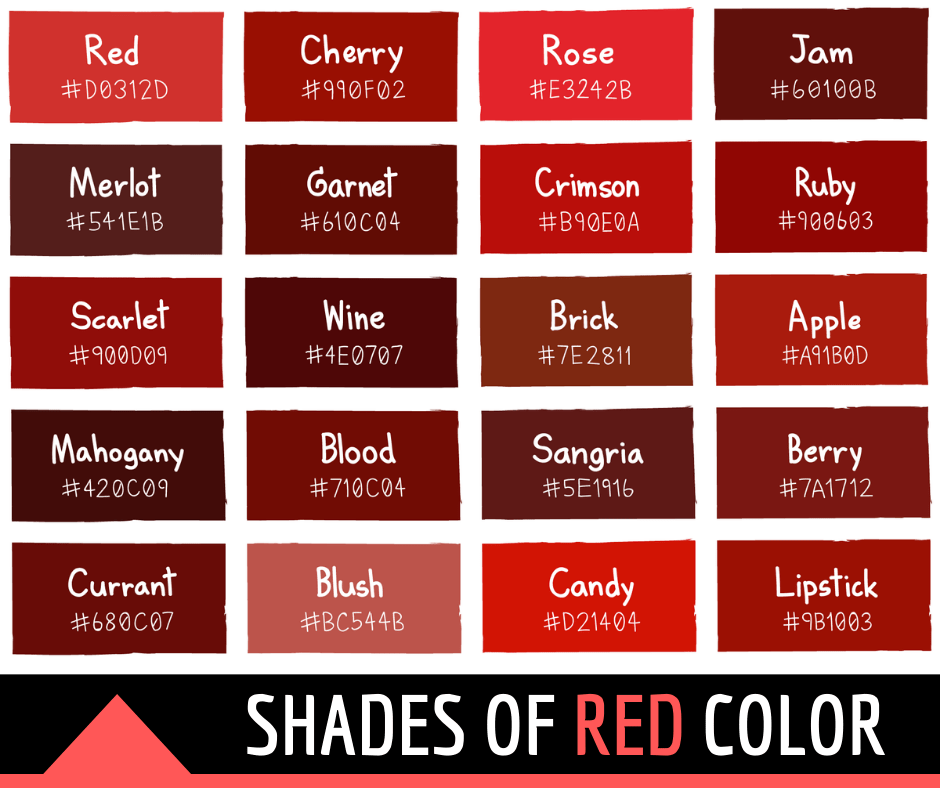 Red
#D0312D
Cherry
#990F02
Rose
#E3242B
Jam
#60100B
Merlot
#541E1B
Garnet
#610C04
Crimson
#B90E0A
Ruby
#900603
Scarlet
#900D09
Wine
#4E0707
Brick
#7E2811
Apple
#A91B0D
Mahogany
#420C09
Blood
#710C04
Sangria
#5E1916
Berry
#7A1712
Currant
#680C07
Blush
#BC544B
Candy
#D21404
Lipstick
#9B1003
SHADES OF RED COLOR